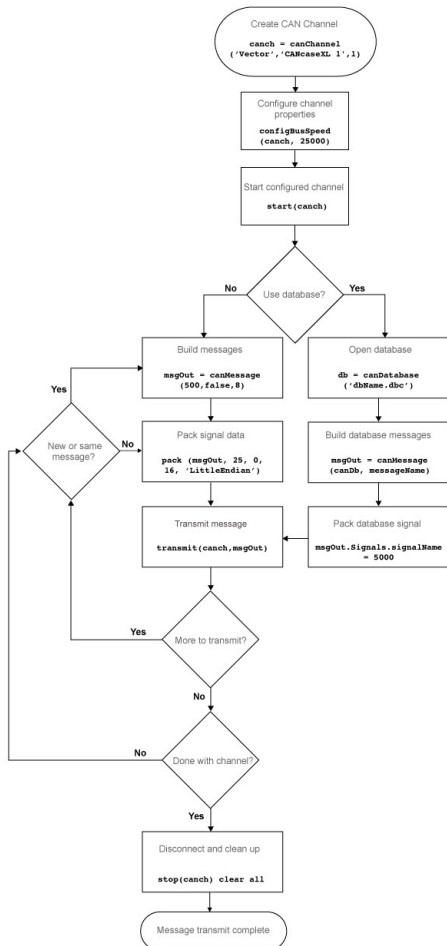 Create CAN Channel
canch = canChannel
('Vector','CANcaseXL 1',1)
Configure channel
properties
configBusSpeed
(canch, 25000)
Start configured channel
start(canch)
Use database?
No
Yes
Build messages
msgOut = canMessage
(500,false,8)
Open database
db = canDatabase
('dbName.dbc')
Yes
New or same
message?
No
Pack signal data
pack (msgOut, 25, 0,
16, 'LittleEndian')
Build database messages
msgOut = canMessage
(canDb, messageName)
Transmit message
transmit(canch,msgOut)
Pack database signal
msgOut.Signals.signalName
= 5000
Yes
More to transmit?
No
No
Done with channel?
Yes
Disconnect and clean up
stop(canch) clear all
Message transmit complete